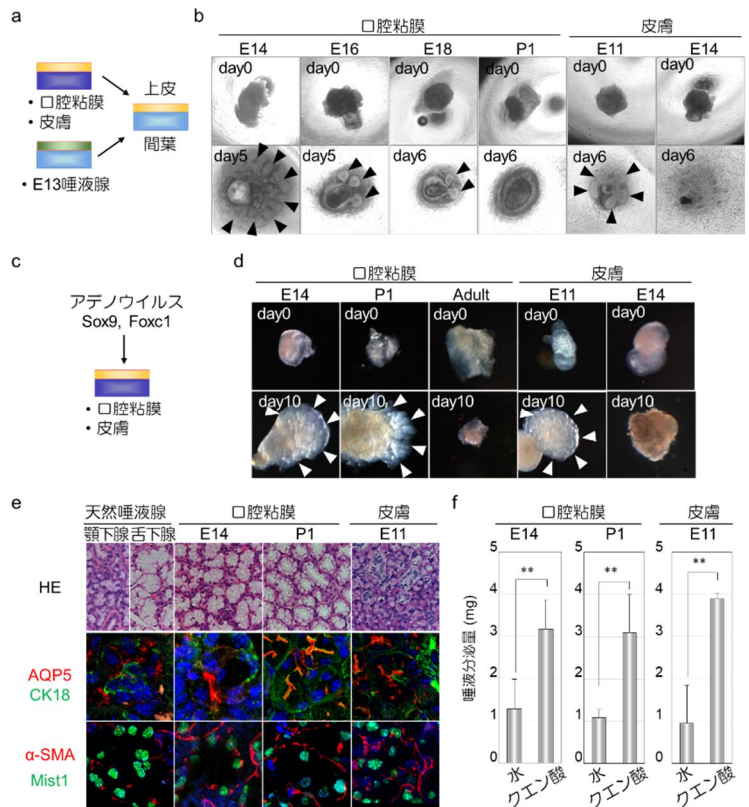 a
• 口腔粘膜
• 皮膚
• E13唾液腺
上皮
間葉
b
口腔粘膜 皮膚
E14 E16 E18 P1 E11 E14
day0 day0 day0 day0 day0 day0
day5 day5 day6 day6 day6 day6
c
アデノウイルス
Sox9, Foxc1
• 口腔粘膜
• 皮膚
d
口腔粘膜 皮膚
E14 P1 Adult E11 E14
day0 day0 day0 day0 day0
day10 day10 day10 day10 day10
e
天然唾液腺 口腔粘膜 皮膚
顎下腺 舌下腺 E14 P1 E11
HE
AQP5
CK18
α-SMA
Mist1
f
口腔粘膜 皮膚
E14 P1 E11
唾液分泌量 (mg)
5 5 5
4 4 4
3 3 3
2 2 2
1 1 1
0 0 0
** ** **
水 クエン酸 水 クエン酸 水 クエン酸